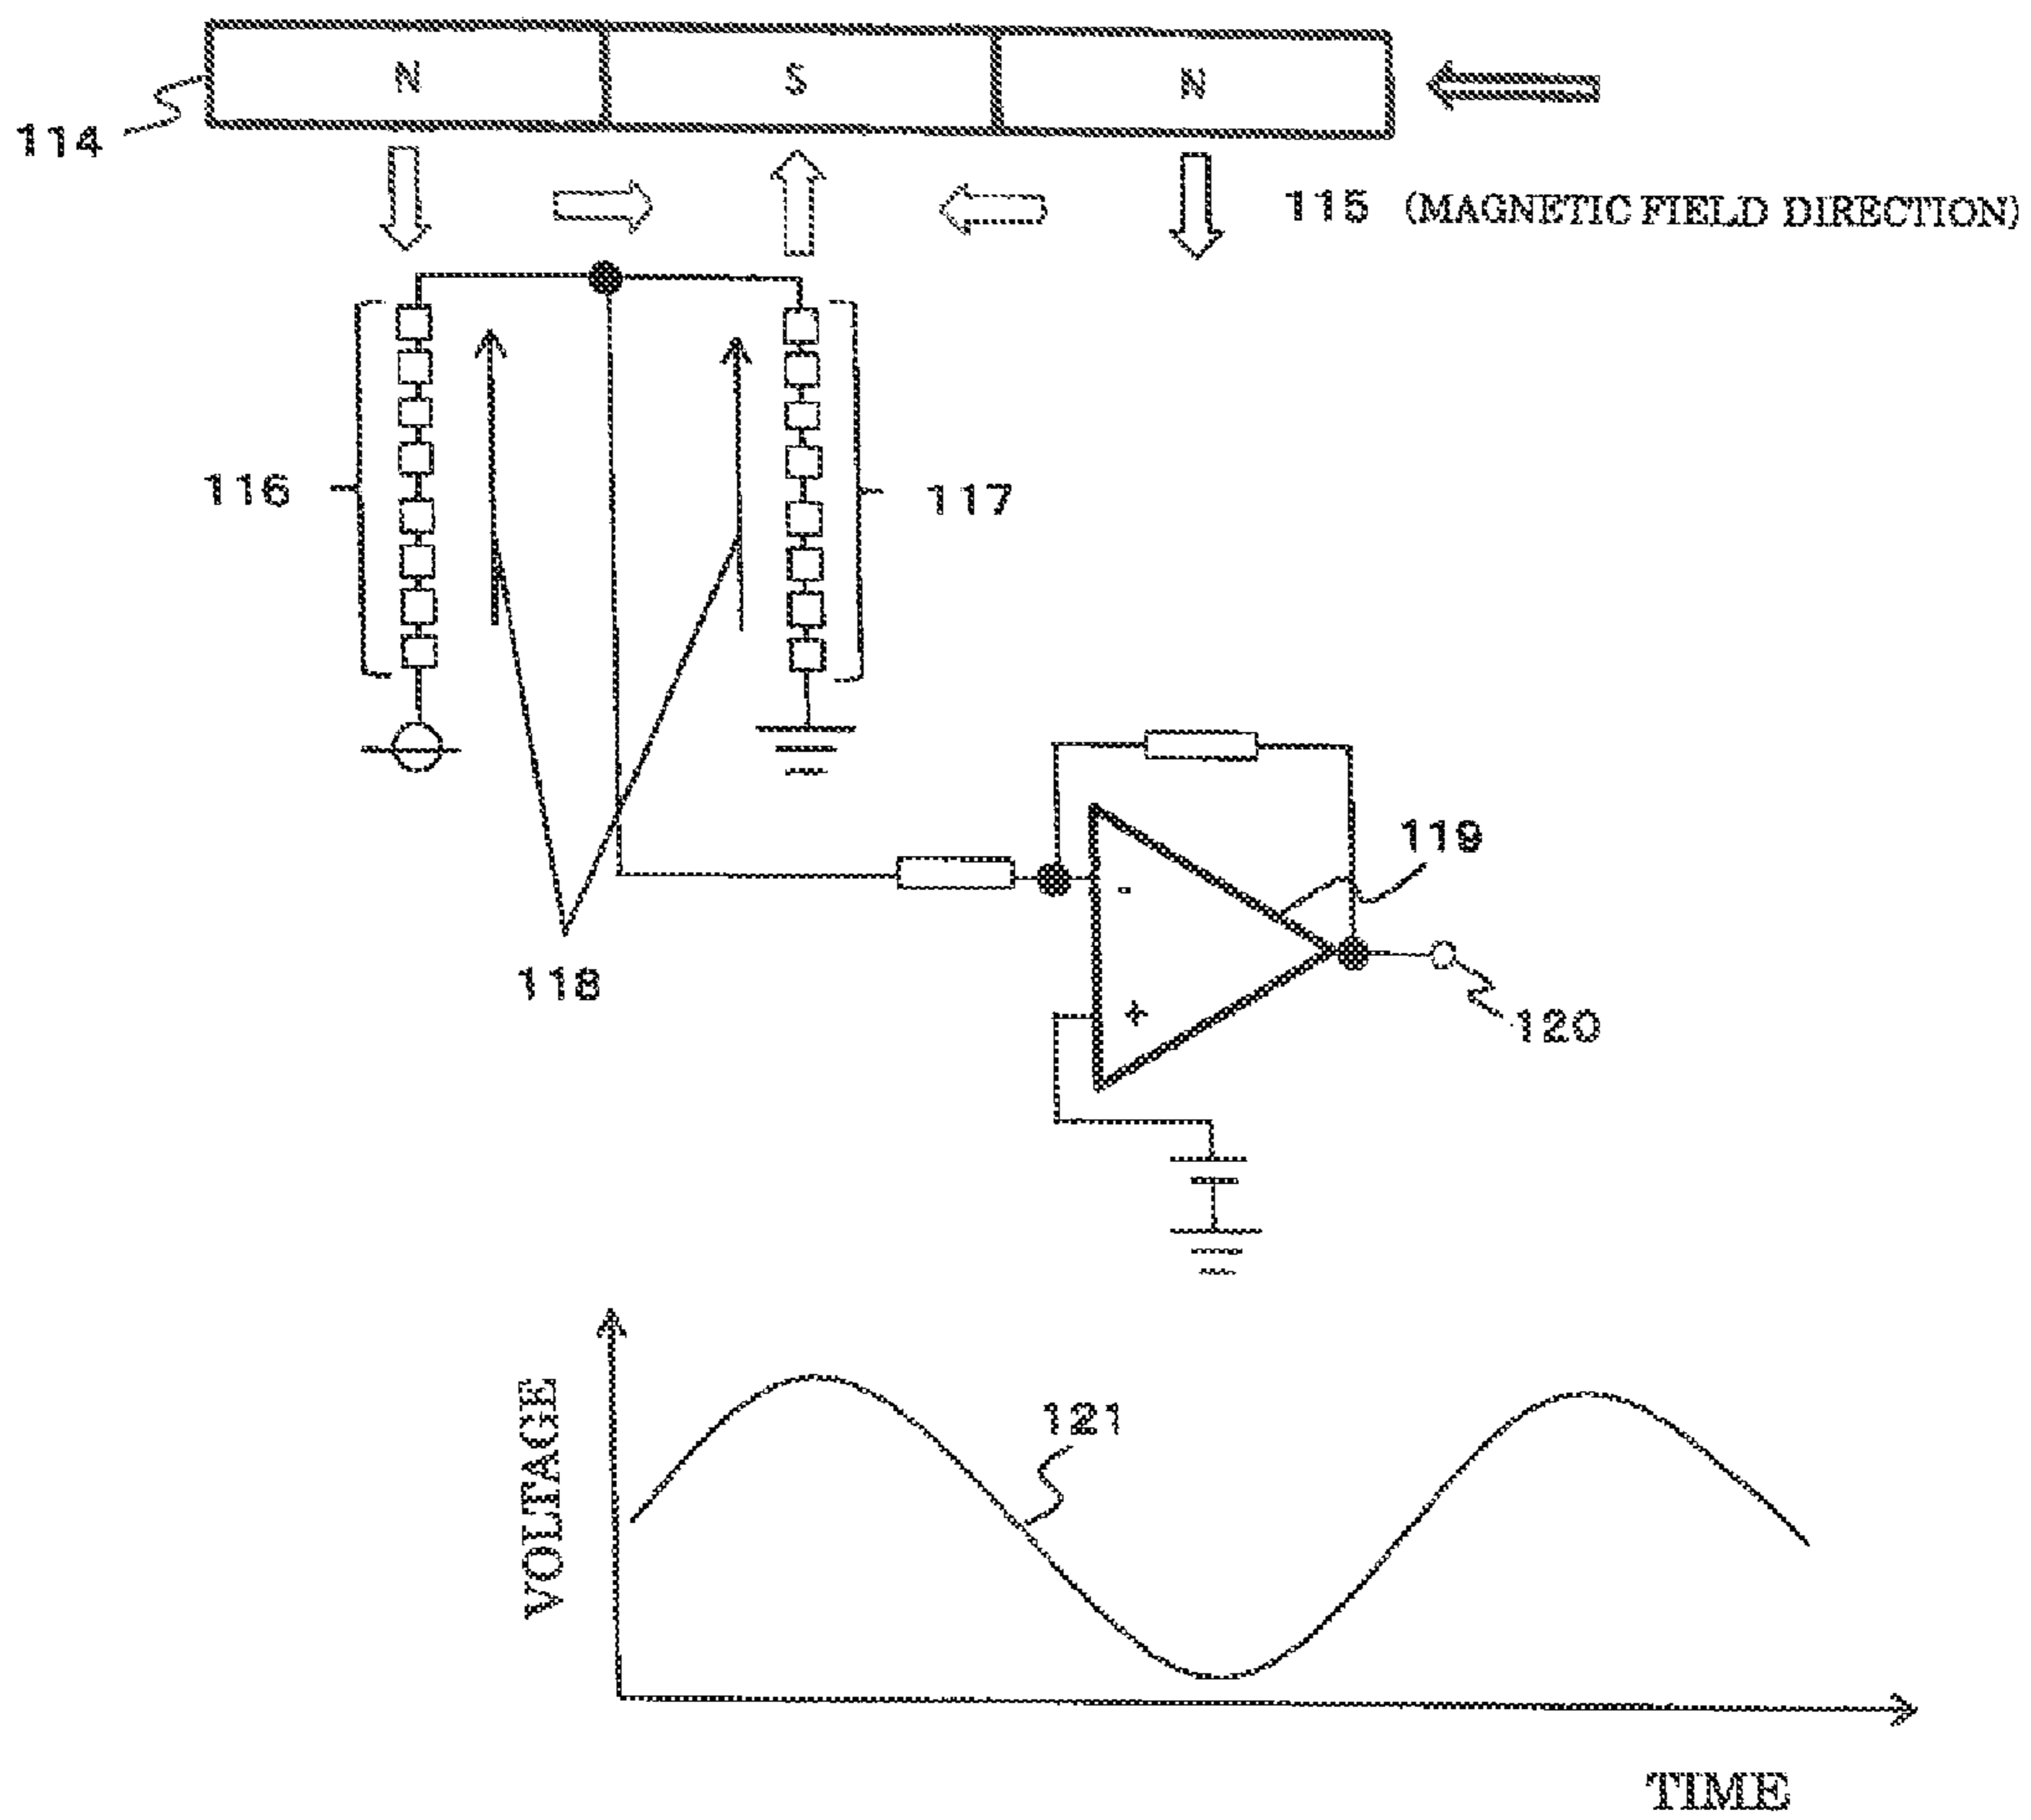 N S N
114
115 (MAGNETIC FIELD DIRECTION)
116
117
118
119
-
+
120
121
VOLTAGE
TIME